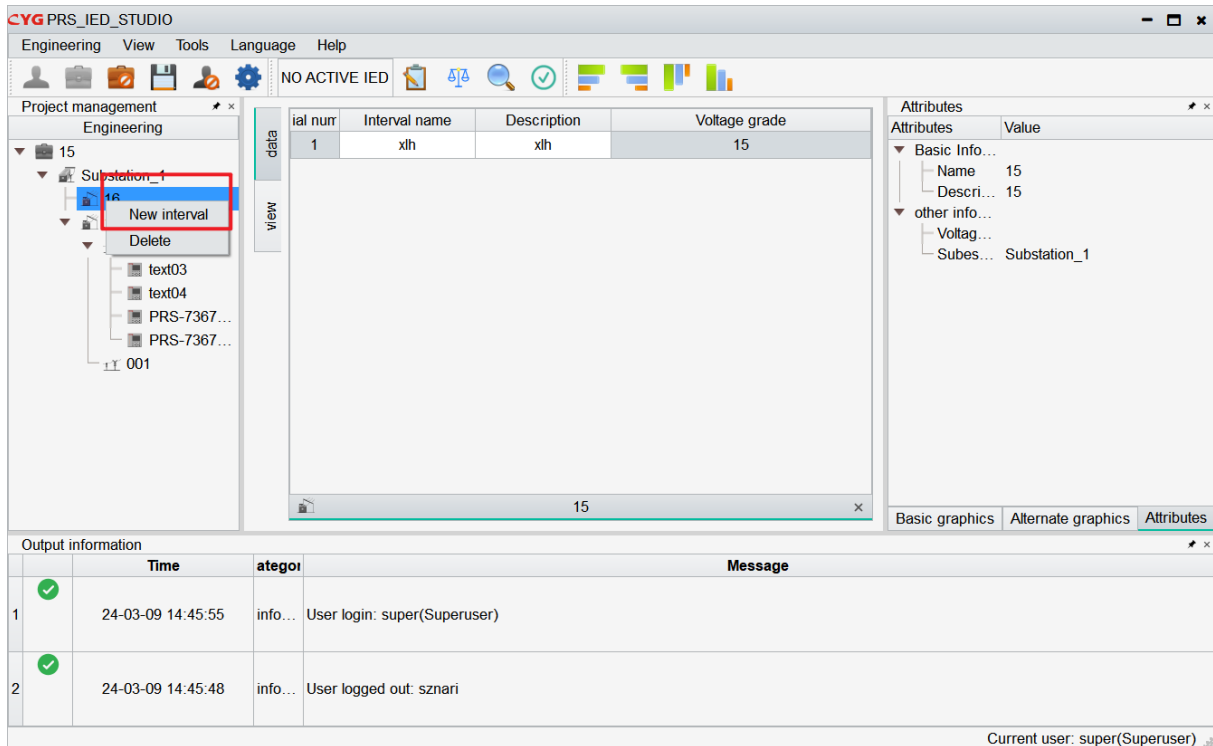 CYG PRS_IED_STUDIO
Engineering View Tools Language Help
NO ACTIVE IED
Project management
Engineering
15
Substation_1
16
New interval
Delete
text03
text04
PRS-7367...
PRS-7367...
001
data
view
ial num Interval name Description Voltage grade
1 xlh xlh 15
15
Attributes
Attributes Value
Basic Info...
Name 15
Descri... 15
other info...
Voltag...
Subes... Substation_1
Basic graphics Alternate graphics Attributes
Output information
Time ategor Message
1 24-03-09 14:45:55 info... User login: super(Superuser)
2 24-03-09 14:45:48 info... User logged out: sznari
Current user: super(Superuser)